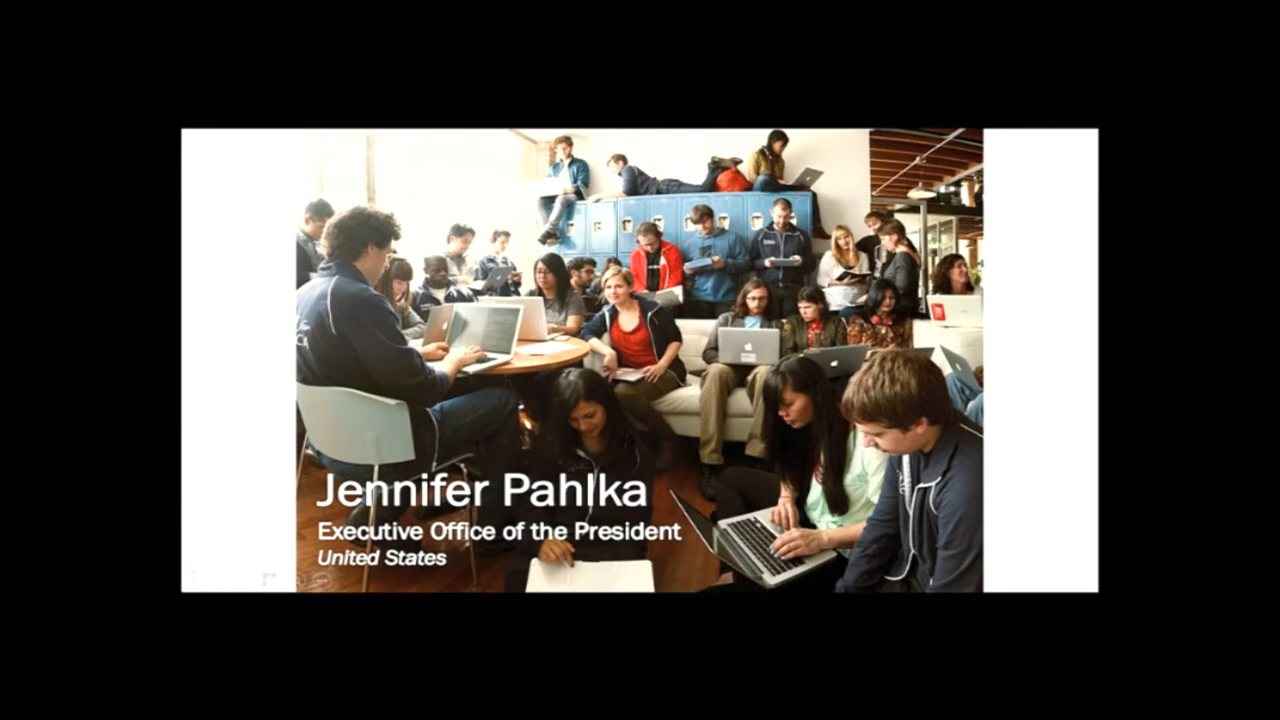 Jennifer Pahlka
Executive Office of the President
United States